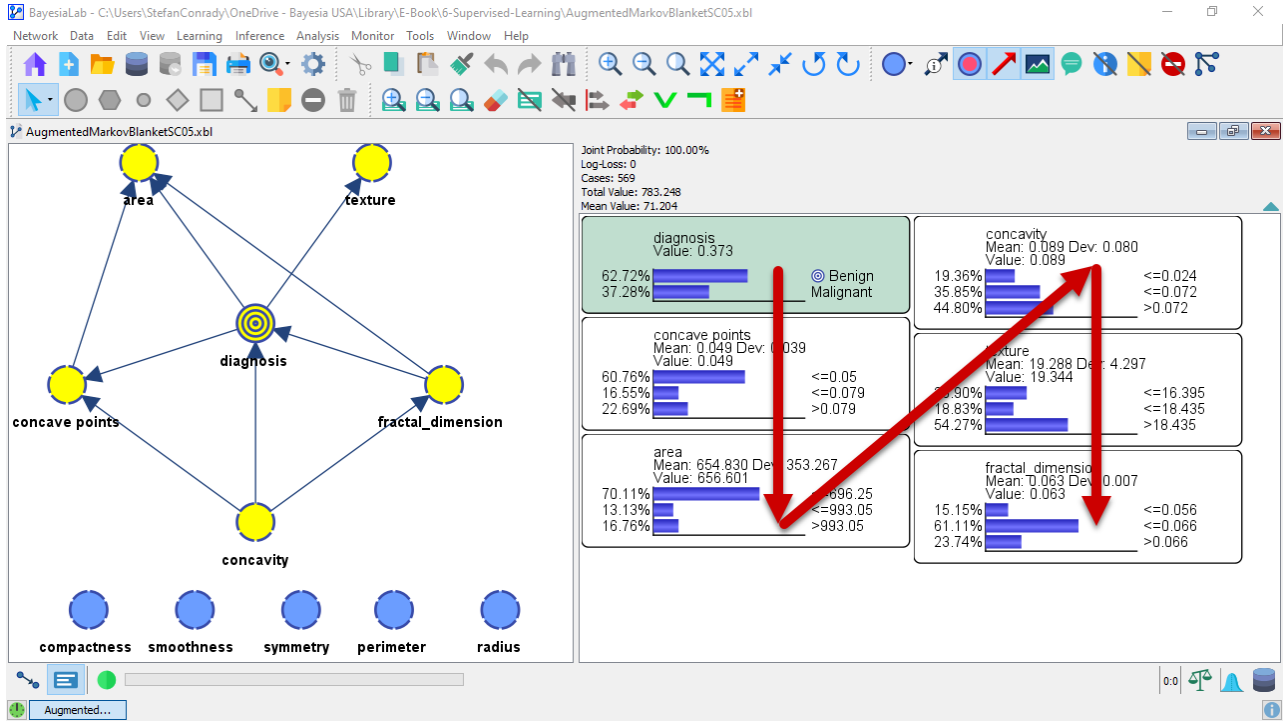 BayesiaLab - C:\Users\StefanConrady\OneDrive - Bayesia USA\Library\E-Book\6-Supervised-Learning\AugmentedMarkovBlanketSC05.xbl
Network Data Edit View Learning Inference Analysis Monitor Tools Window Help
AugmentedMarkovBlanketSC05.xbl
area
texture
diagnosis
concave points
fractal_dimension
concavity
compactness
smoothness
symmetry
perimeter
radius
Joint Probability: 100.00%
Log-Loss: 0
Cases: 569
Total Value: 783.248
Mean Value: 71.204
diagnosis
Value: 0.373
62.72% Benign
37.28% Malignant
concave points
Mean: 0.049 Dev: 0.039
Value: 0.049
60.76% <=0.05
16.55% <=0.079
22.69% >0.079
area
Mean: 654.830 Dev: 353.267
Value: 656.601
70.11% <=696.25
13.13% <=993.05
16.76% >993.05
concavity
Mean: 0.089 Dev: 0.080
Value: 0.089
19.36% <=0.024
35.85% <=0.072
44.80% >0.072
texture
Mean: 19.288 Dev: 4.297
Value: 19.344
<=16.395
18.83% <=18.435
54.27% >18.435
fractal_dimension
Mean: 0.063 Dev: 0.007
Value: 0.063
15.15% <=0.056
61.11% <=0.066
23.74% >0.066
0:0
Augmented...